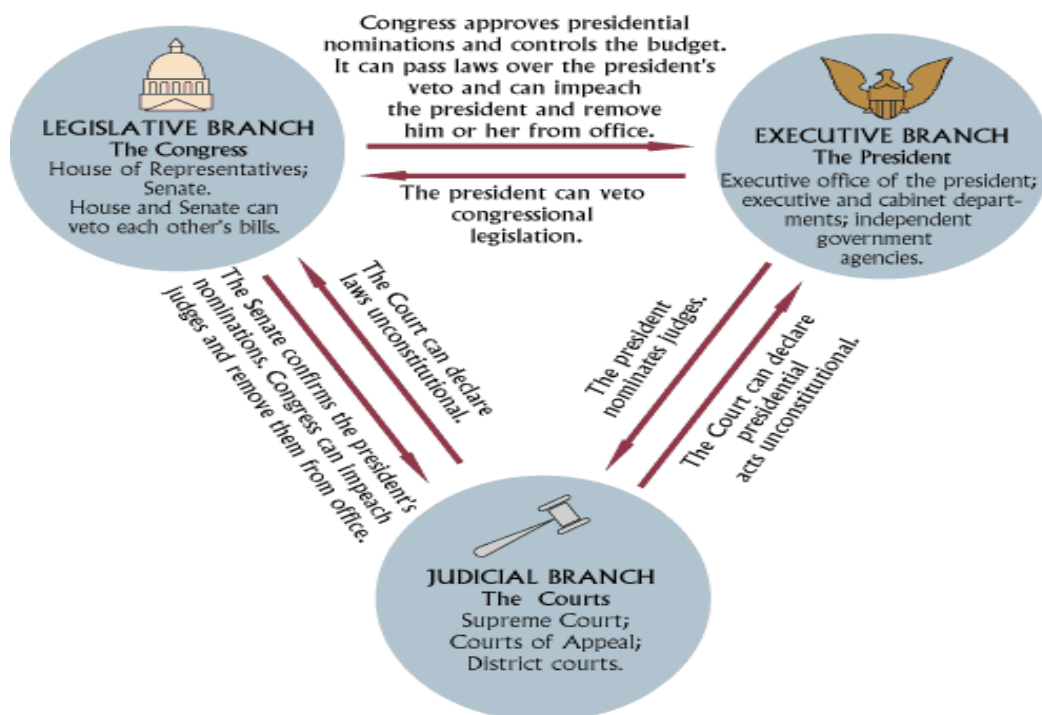 Congress approves presidential
nominations and controls the budget.
It can pass laws over the president's
veto and can impeach
the president and remove
him or her from office.
LEGISLATIVE BRANCH
The Congress
House of Representatives;
Senate.
House and Senate can
veto each other's bills.
EXECUTIVE BRANCH
The President
Executive office of the president;
executive and cabinet depart-
ments; independent
government
agencies.
The president can veto
congressional
legislation.
The Senate confirms the president's
nominations. Congress can impeach
judges and remove them from office.
The Court can declare
laws unconstitutional.
The president
nominates judges.
The Court can declare
presidential
acts unconstitutional.
JUDICIAL BRANCH
The Courts
Supreme Court;
Courts of Appeal;
District courts.